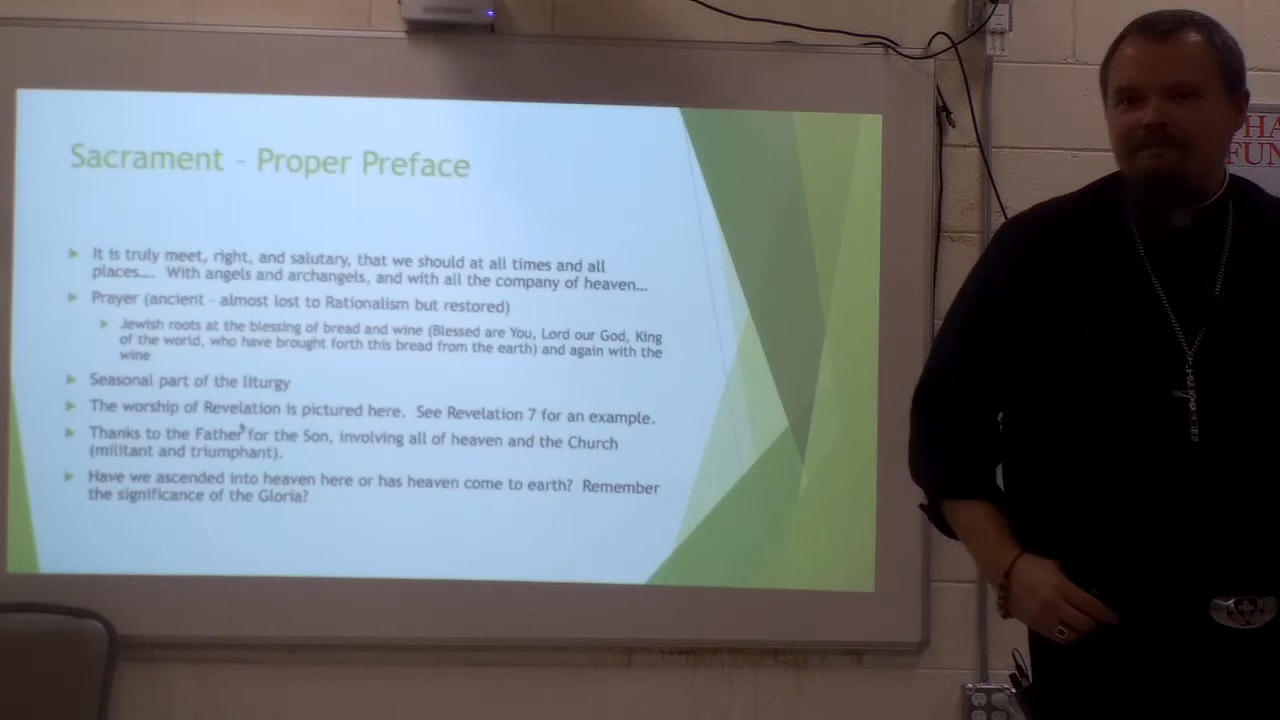 Sacrament – Proper Preface
It is truly meet, right, and salutary, that we should at all times and all
places…. With angels and archangels, and with all the company of heaven…
Prayer (ancient – almost lost to Rationalism but restored)
Jewish roots at the blessing of bread and wine (Blessed are You, Lord our God, King
of the world, who have brought forth this bread from the earth) and again with the
wine
Seasonal part of the liturgy
The worship of Revelation is pictured here. See Revelation 7 for an example.
Thanks to the Father for the Son, involving all of heaven and the Church
(militant and triumphant).
Have we ascended into heaven here or has heaven come to earth? Remember
the significance of the Gloria?
PHA
FUN